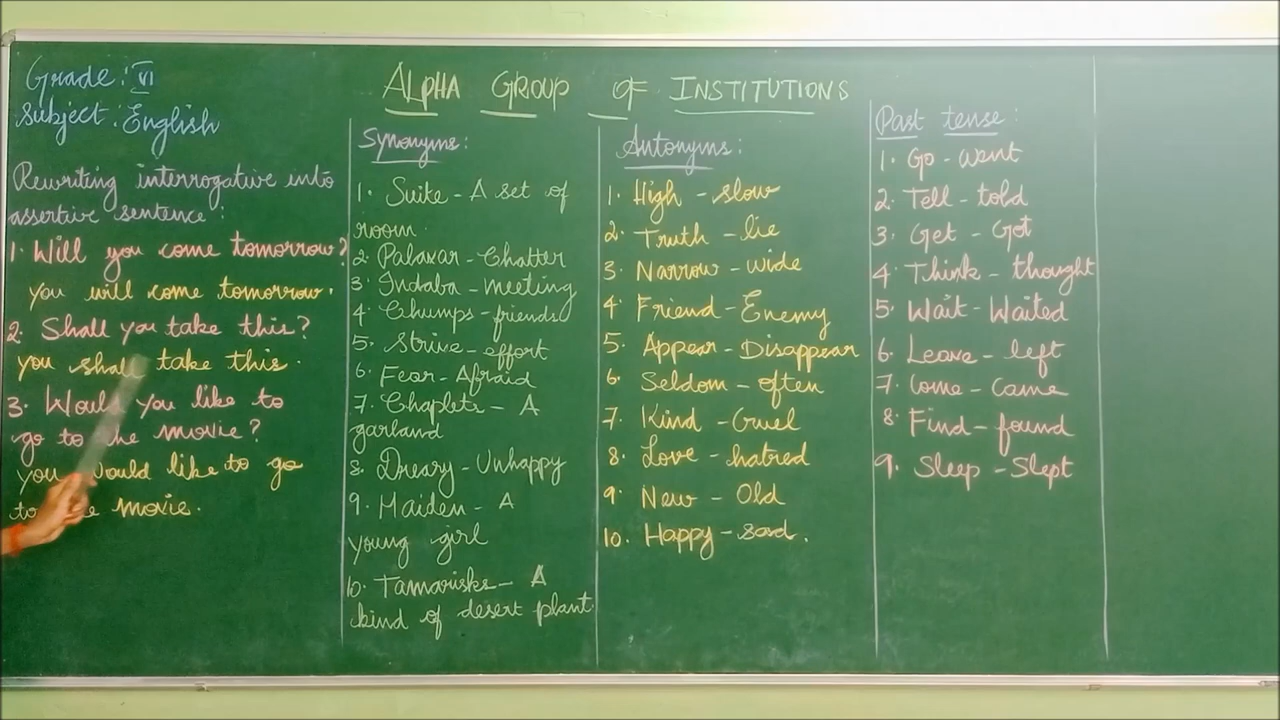 Grade: VI
Subject: English
ALPHA GROUP OF INSTITUTIONS
Rewriting interrogative into
assertive sentence:
1. Will you come tomorrow?
you will come tomorrow.
2. Shall you take this?
you shall take this.
3. Would you like to
go to the movie?
you would like to go
to the movie.
Synonyms:
1. Suite - A set of
room.
2. Palaxar - Chatter
3. Indaba - meeting
4. Chumps - friends
5. Strive - effort
6. Fear - Afraid
7. Chaplets - A
garland
8. Dreary - Unhappy
9. Maiden - A
young girl
10. Tamarisks - A
kind of desert plant.
Antonyms:
1. High - slow
2. Truth - lie
3. Narrow - wide
4. Friend - Enemy
5. Appear - Disappear
6. Seldom - often
7. Kind - Cruel
8. Love - hatred
9. New - Old
10. Happy - sad.
Past tense:
1. Go - went
2. Tell - told
3. Get - Got
4. Think - thought
5. Wait - Waited
6. Leave - left
7. Come - came
8. Find - found
9. Sleep - Slept